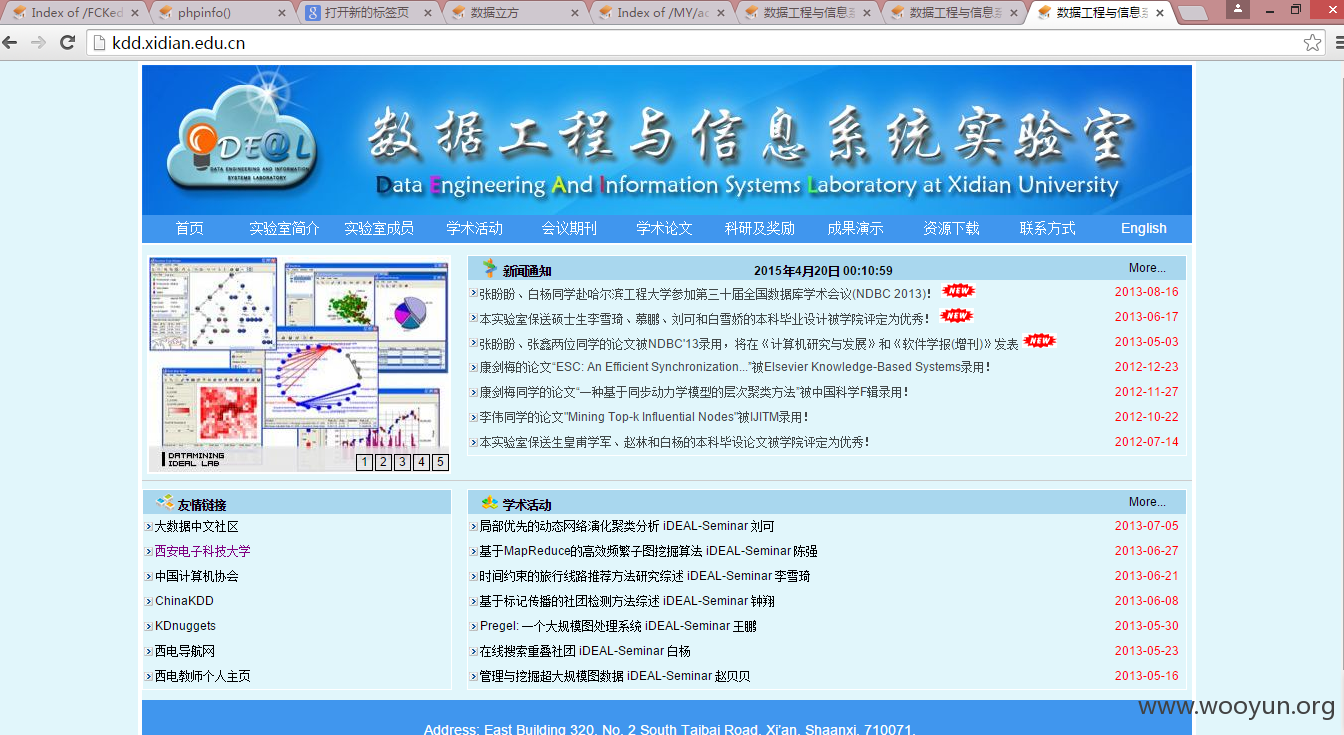 Index of /FCKed
phpinfo()
打开新的标签页
数据立方
Index of /MY/ac
数据工程与信息系
数据工程与信息系
数据工程与信息系
kdd.xidian.edu.cn
iDE@L
DATA ENGINEERING AND INFORMATION
SYSTEMS LABORATORY
数据工程与信息系统实验室
Data Engineering And Information Systems Laboratory at Xidian University
首页 实验室简介 实验室成员 学术活动 会议期刊 学术论文 科研及奖励 成果演示 资源下载 联系方式 English
DATAMINING
IDEAL LAB
1 2 3 4 5
新闻通知 2015年4月20日 00:10:59 More...
张盼盼、白杨同学赴哈尔滨工程大学参加第三十届全国数据库学术会议(NDBC 2013)! NEW 2013-08-16
本实验室保送硕士生李雪琦、慕鹏、刘可和白雪娇的本科毕业设计被学院评定为优秀! NEW 2013-06-17
张盼盼、张鑫两位同学的论文被NDBC'13录用，将在《计算机研究与发展》和《软件学报(增刊)》发表 NEW 2013-05-03
康剑梅的论文“ESC: An Efficient Synchronization...”被Elsevier Knowledge-Based Systems录用! 2012-12-23
康剑梅同学的论文“一种基于同步动力学模型的层次聚类方法”被中国科学F辑录用! 2012-11-27
李伟同学的论文"Mining Top-k Influential Nodes"被IJITM录用! 2012-10-22
本实验室保送生皇甫学军、赵林和白杨的本科毕设论文被学院评定为优秀! 2012-07-14
友情链接
大数据中文社区
西安电子科技大学
中国计算机协会
ChinaKDD
KDnuggets
西电导航网
西电教师个人主页
学术活动 More...
局部优先的动态网络演化聚类分析 iDEAL-Seminar 刘可 2013-07-05
基于MapReduce的高效频繁子图挖掘算法 iDEAL-Seminar 陈强 2013-06-27
时间约束的旅行线路推荐方法研究综述 iDEAL-Seminar 李雪琦 2013-06-21
基于标记传播的社团检测方法综述 iDEAL-Seminar 钟翔 2013-06-08
Pregel: 一个大规模图处理系统 iDEAL-Seminar 王鹏 2013-05-30
在线搜索重叠社团 iDEAL-Seminar 白杨 2013-05-23
管理与挖掘超大规模图数据 iDEAL-Seminar 赵贝贝 2013-05-16
Address: East Building 320, No. 2 South Taibai Road, Xi'an, Shaanxi, 710071.
www.wooyun.org